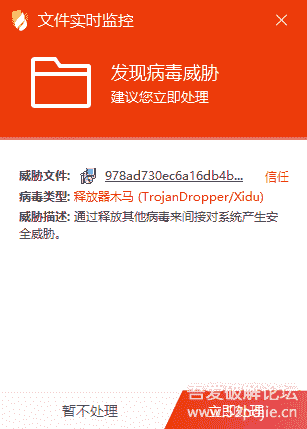 文件实时监控
发现病毒威胁
建议您立即处理
威胁文件: 978ad730ec6a16db4b... 信任
病毒类型: 释放器木马 (TrojanDropper/Xidu)
威胁描述: 通过释放其他病毒来间接对系统产生安
全威胁。
吾爱破解论坛
暂不处理 立即处理
www.52pojie.cn